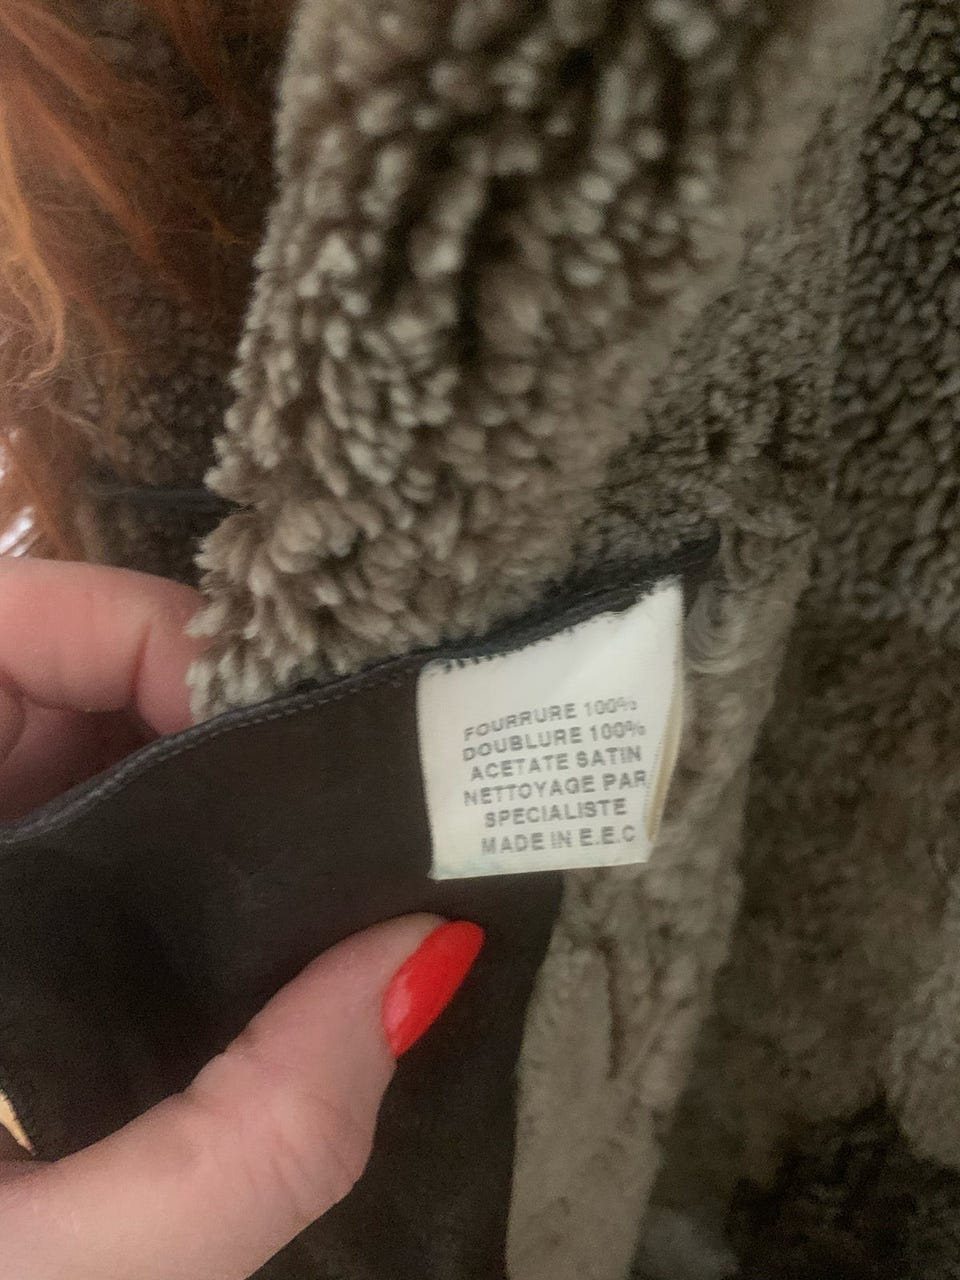 FOURRURE 100%
DOUBLURE 100%
ACETATE SATIN
NETTOYAGE PAR
SPECIALISTE
MADE IN E.E.C